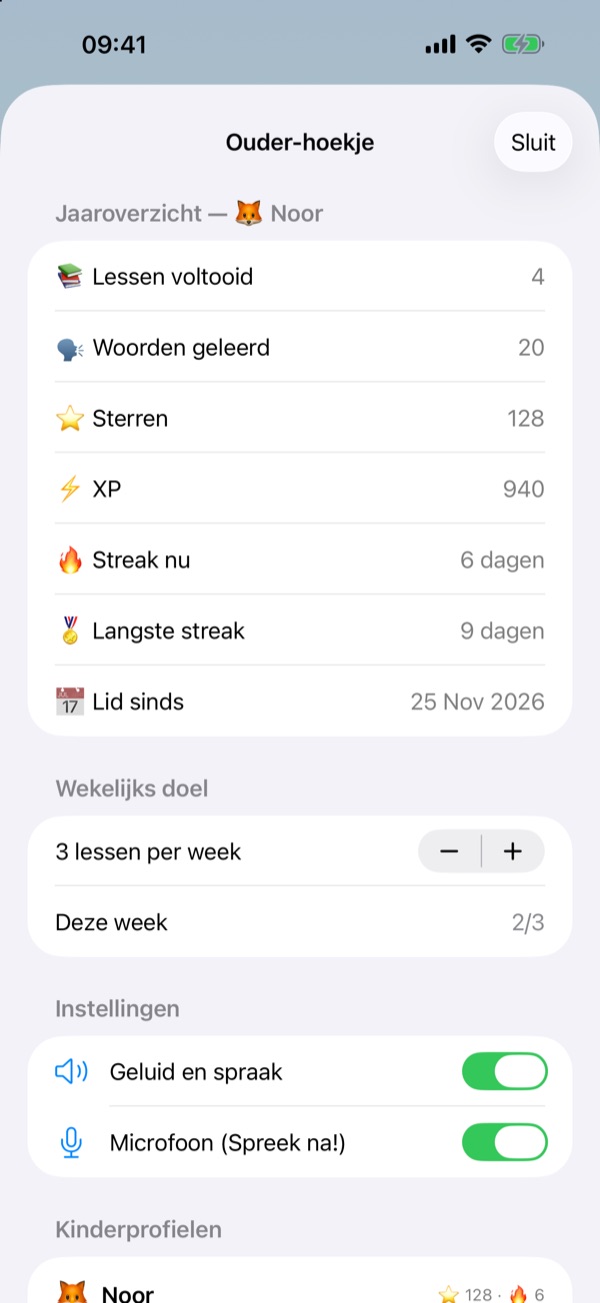 09:41
Ouder-hoekje
Sluit
Jaaroverzicht — 🦊 Noor
📚 Lessen voltooid 4
🗣️ Woorden geleerd 20
⭐ Sterren 128
⚡ XP 940
🔥 Streak nu 6 dagen
🏅 Langste streak 9 dagen
📅 Lid sinds 25 Nov 2026
Wekelijks doel
3 lessen per week − +
Deze week 2/3
Instellingen
Geluid en spraak
Microfoon (Spreek na!)
Kinderprofielen
🦊 Noor ⭐ 128 · 🔥 6